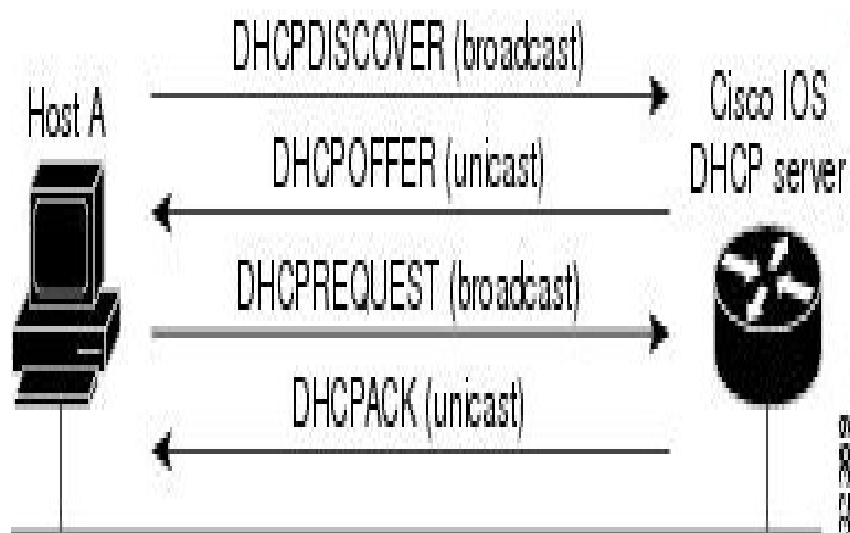 DHCPDISCOVER (broadcast)
Host A
Cisco IOS
DHCP server
DHCPOFFER (unicast)
DHCPREQUEST (broadcast)
DHCPACK (unicast)